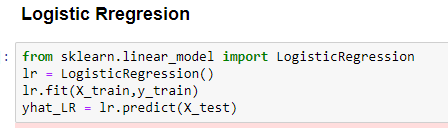 Logistic Rregresion
:
from sklearn.linear_model import LogisticRegression
lr = LogisticRegression()
lr.fit(X_train,y_train)
yhat_LR = lr.predict(X_test)